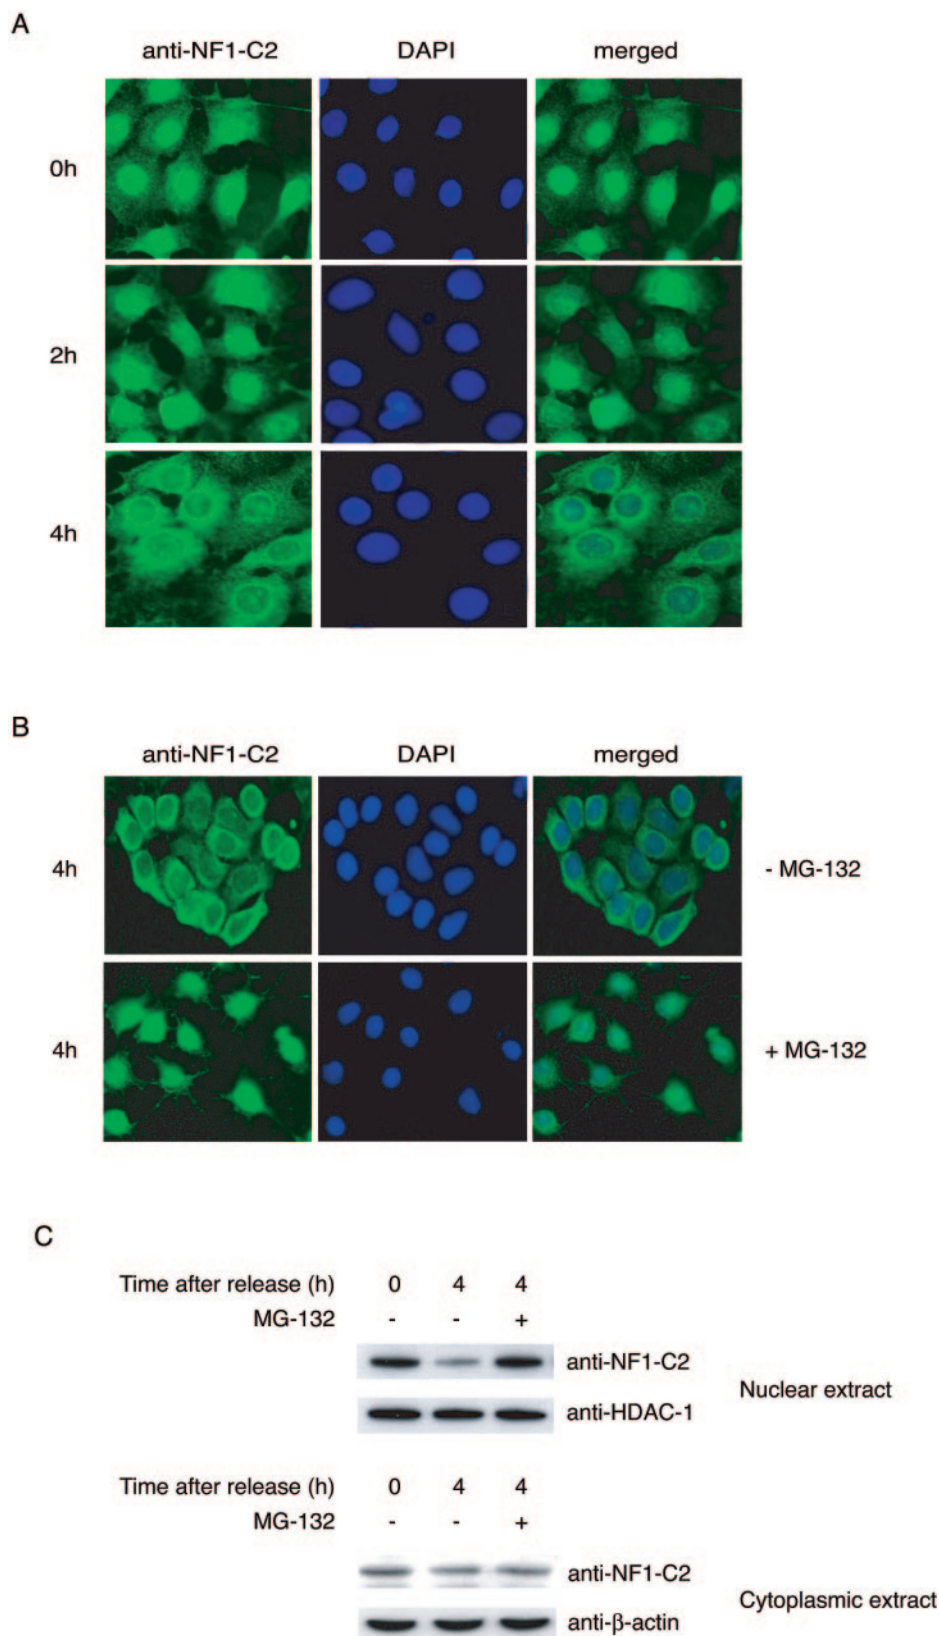 A
anti-NF1-C2 DAPI merged
0h
2h
4h
B
anti-NF1-C2 DAPI merged
4h - MG-132
4h + MG-132
C
Time after release (h) 0 4 4
MG-132 - - +
anti-NF1-C2
Nuclear extract
anti-HDAC-1
Time after release (h) 0 4 4
MG-132 - - +
anti-NF1-C2
Cytoplasmic extract
anti-β-actin